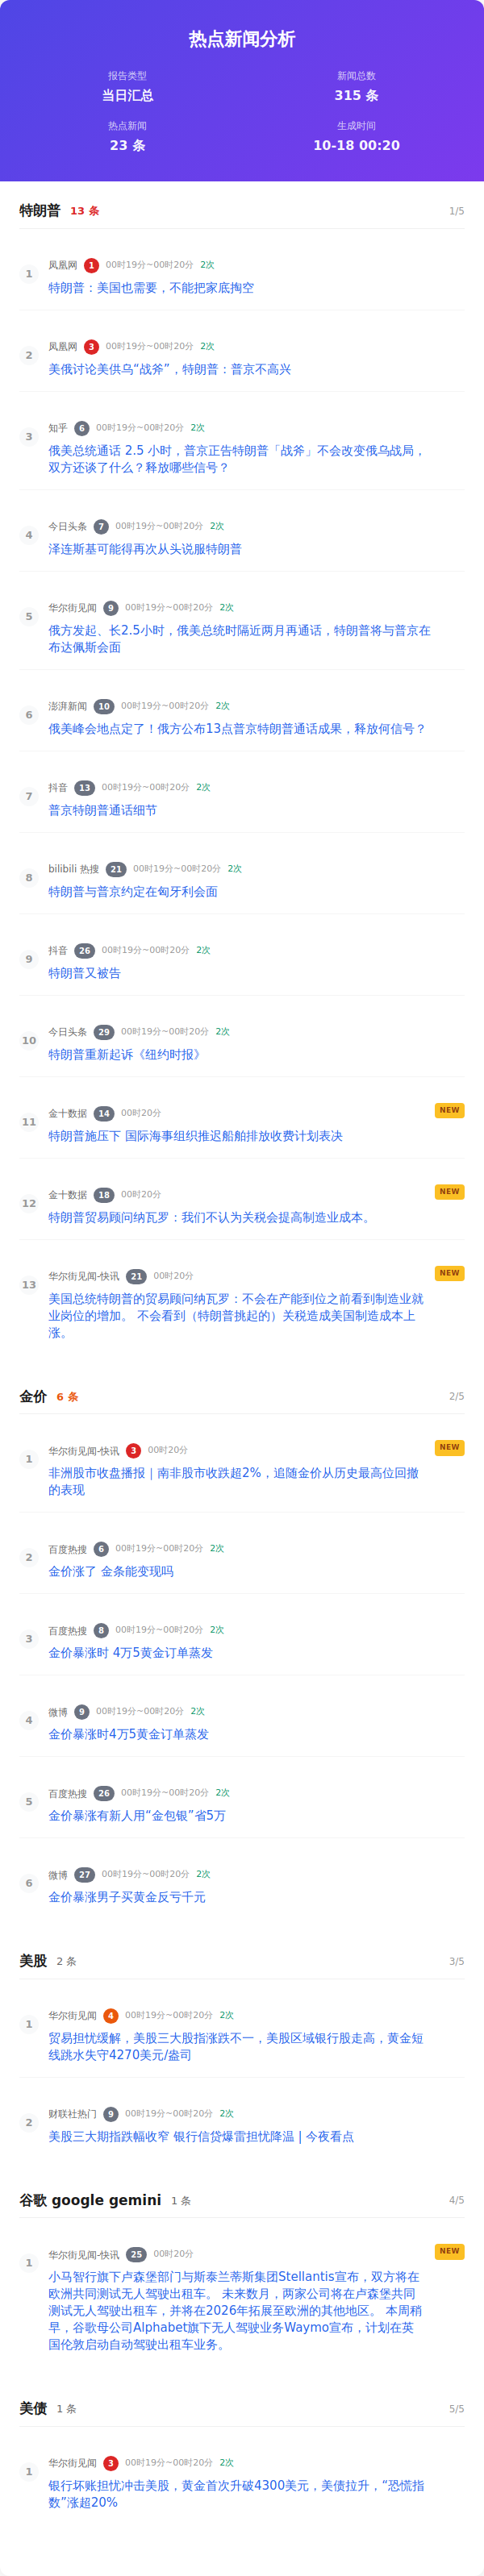 热点新闻分析
报告类型
新闻总数
当日汇总
315 条
热点新闻
生成时间
23 条
10-18 00:20
特朗普 13 条 1/5
1
凤凰网 1 00时19分~00时20分 2次
特朗普：美国也需要，不能把家底掏空
2
凤凰网 3 00时19分~00时20分 2次
美俄讨论美供乌“战斧”，特朗普：普京不高兴
3
知乎 6 00时19分~00时20分 2次
俄美总统通话 2.5 小时，普京正告特朗普「战斧」不会改变俄乌战局，
双方还谈了什么？释放哪些信号？
4
今日头条 7 00时19分~00时20分 2次
泽连斯基可能得再次从头说服特朗普
5
华尔街见闻 9 00时19分~00时20分 2次
俄方发起、长2.5小时，俄美总统时隔近两月再通话，特朗普将与普京在
布达佩斯会面
6
澎湃新闻 10 00时19分~00时20分 2次
俄美峰会地点定了！俄方公布13点普京特朗普通话成果，释放何信号？
7
抖音 13 00时19分~00时20分 2次
普京特朗普通话细节
8
bilibili 热搜 21 00时19分~00时20分 2次
特朗普与普京约定在匈牙利会面
9
抖音 26 00时19分~00时20分 2次
特朗普又被告
10
今日头条 29 00时19分~00时20分 2次
特朗普重新起诉《纽约时报》
11
金十数据 14 00时20分 NEW
特朗普施压下 国际海事组织推迟船舶排放收费计划表决
12
金十数据 18 00时20分 NEW
特朗普贸易顾问纳瓦罗：我们不认为关税会提高制造业成本。
13
华尔街见闻-快讯 21 00时20分 NEW
美国总统特朗普的贸易顾问纳瓦罗：不会在产能到位之前看到制造业就
业岗位的增加。 不会看到（特朗普挑起的）关税造成美国制造成本上
涨。
金价 6 条 2/5
1
华尔街见闻-快讯 3 00时20分 NEW
非洲股市收盘播报｜南非股市收跌超2%，追随金价从历史最高位回撤
的表现
2
百度热搜 6 00时19分~00时20分 2次
金价涨了 金条能变现吗
3
百度热搜 8 00时19分~00时20分 2次
金价暴涨时 4万5黄金订单蒸发
4
微博 9 00时19分~00时20分 2次
金价暴涨时4万5黄金订单蒸发
5
百度热搜 26 00时19分~00时20分 2次
金价暴涨有新人用“金包银”省5万
6
微博 27 00时19分~00时20分 2次
金价暴涨男子买黄金反亏千元
美股 2 条 3/5
1
华尔街见闻 4 00时19分~00时20分 2次
贸易担忧缓解，美股三大股指涨跌不一，美股区域银行股走高，黄金短
线跳水失守4270美元/盎司
2
财联社热门 9 00时19分~00时20分 2次
美股三大期指跌幅收窄 银行信贷爆雷担忧降温 | 今夜看点
谷歌 google gemini 1 条 4/5
1
华尔街见闻-快讯 25 00时20分 NEW
小马智行旗下卢森堡部门与斯泰兰蒂斯集团Stellantis宣布，双方将在
欧洲共同测试无人驾驶出租车。 未来数月，两家公司将在卢森堡共同
测试无人驾驶出租车，并将在2026年拓展至欧洲的其他地区。 本周稍
早，谷歌母公司Alphabet旗下无人驾驶业务Waymo宣布，计划在英
国伦敦启动自动驾驶出租车业务。
美债 1 条 5/5
1
华尔街见闻 3 00时19分~00时20分 2次
银行坏账担忧冲击美股，黄金首次升破4300美元，美债拉升，“恐慌指
数”涨超20%